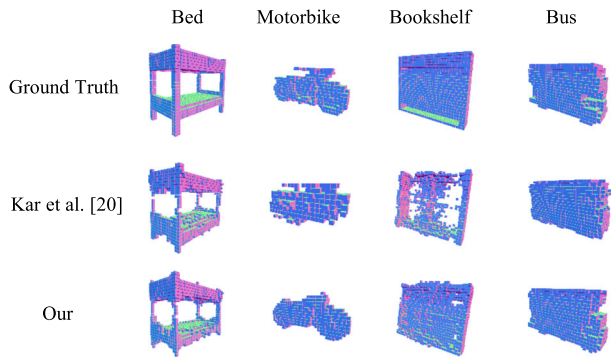 Bed Motorbike Bookshelf Bus
Ground Truth
Kar et al. [20]
Our